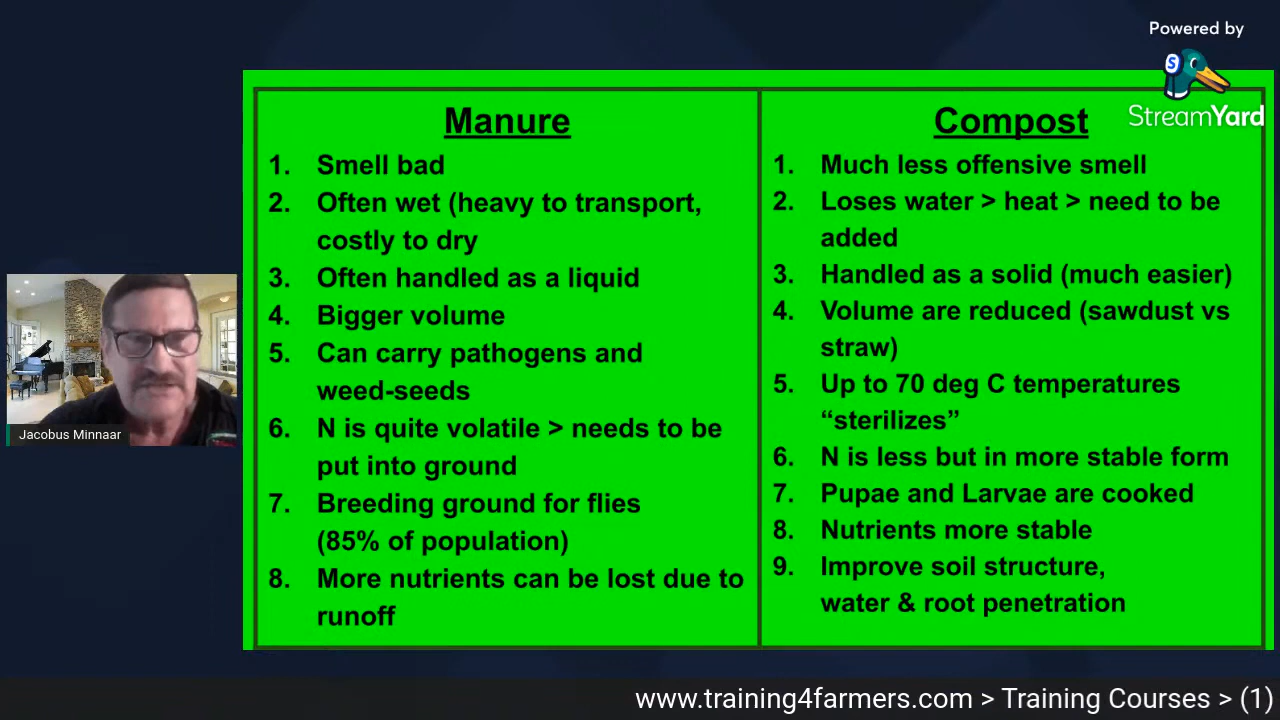 Powered by
StreamYard
Manure
1. Smell bad
2. Often wet (heavy to transport,
costly to dry
3. Often handled as a liquid
4. Bigger volume
5. Can carry pathogens and
weed-seeds
6. N is quite volatile > needs to be
put into ground
7. Breeding ground for flies
(85% of population)
8. More nutrients can be lost due to
runoff
Compost
1. Much less offensive smell
2. Loses water > heat > need to be
added
3. Handled as a solid (much easier)
4. Volume are reduced (sawdust vs
straw)
5. Up to 70 deg C temperatures
“sterilizes”
6. N is less but in more stable form
7. Pupae and Larvae are cooked
8. Nutrients more stable
9. Improve soil structure,
water & root penetration
Jacobus Minnaar
www.training4farmers.com > Training Courses > (1)